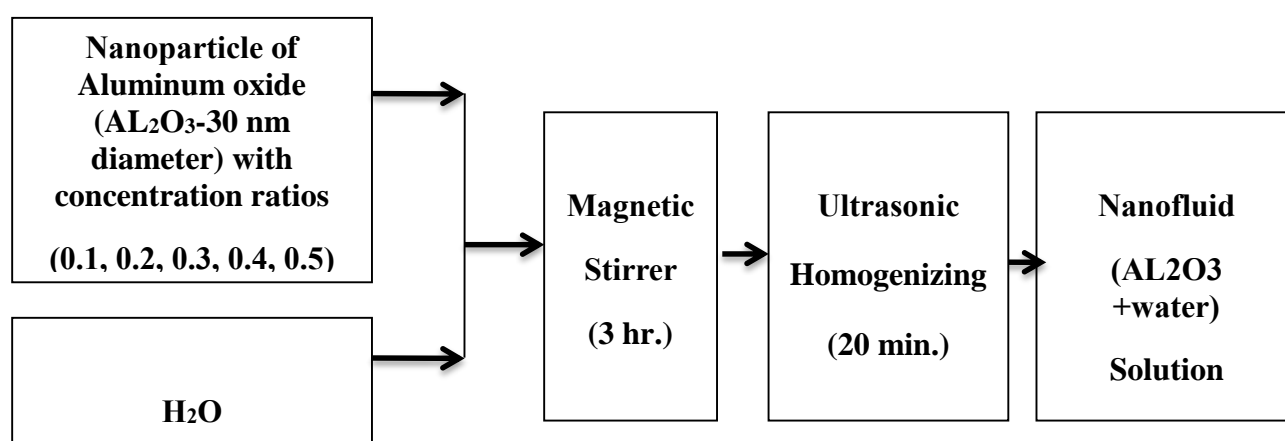 Nanoparticle of
Aluminum oxide
(AL₂O₃-30 nm
diameter) with
concentration ratios
(0.1, 0.2, 0.3, 0.4, 0.5)
H₂O
Magnetic
Stirrer
(3 hr.)
Ultrasonic
Homogenizing
(20 min.)
Nanofluid
(AL2O3
+water)
Solution